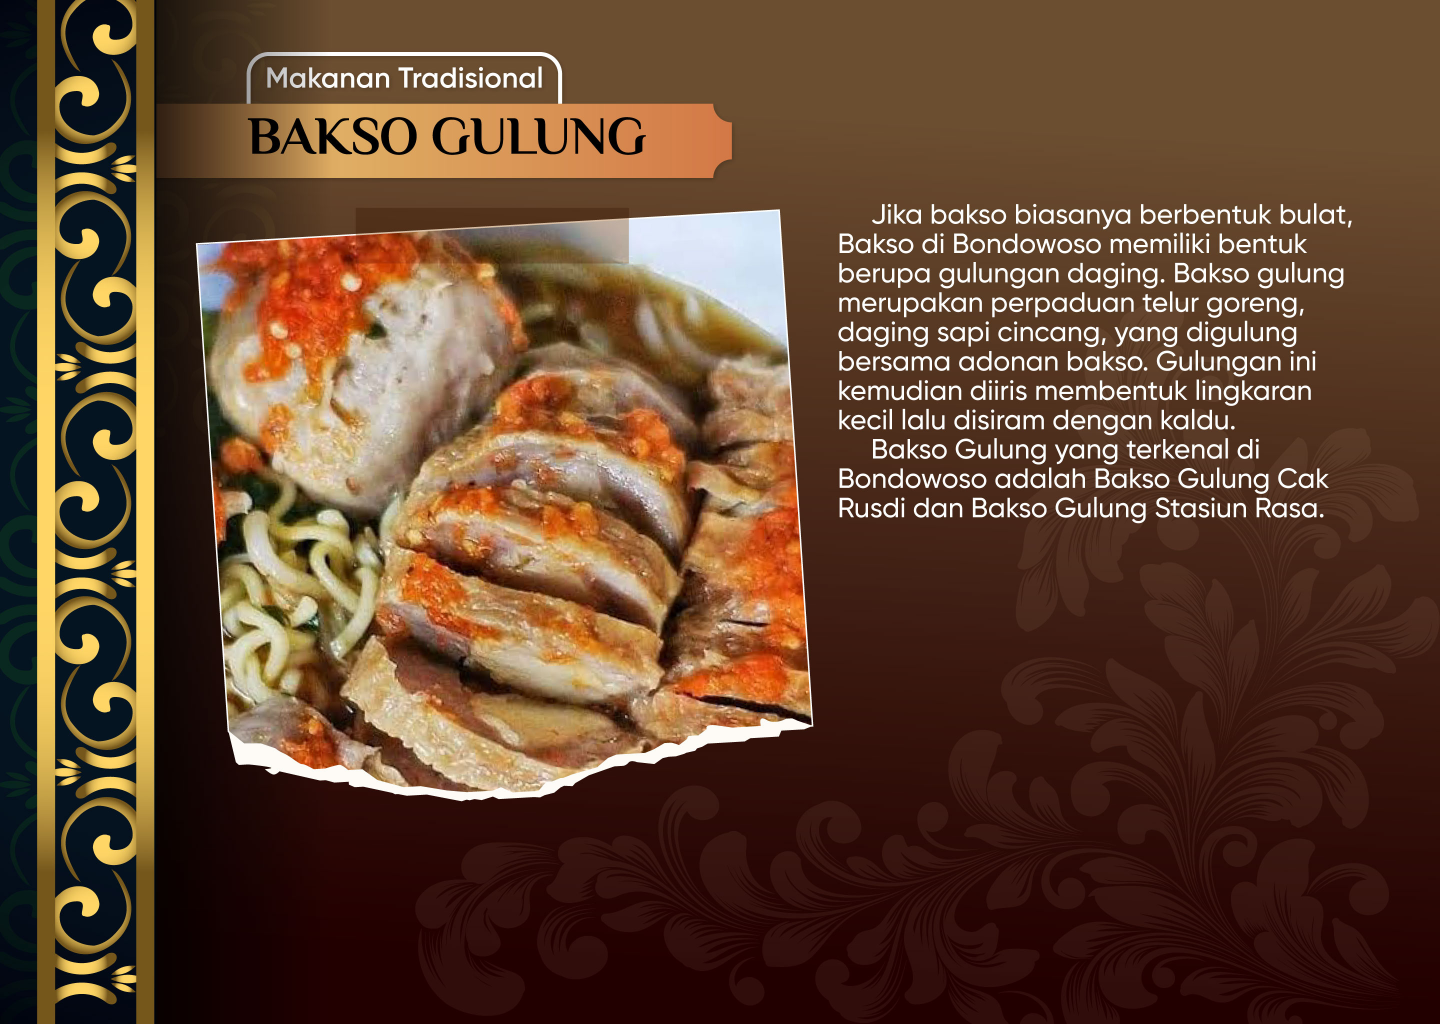 Makanan Tradisional
BAKSO GULUNG
Jika bakso biasanya berbentuk bulat,
Bakso di Bondowoso memiliki bentuk
berupa gulungan daging. Bakso gulung
merupakan perpaduan telur goreng,
daging sapi cincang, yang digulung
bersama adonan bakso. Gulungan ini
kemudian diiris membentuk lingkaran
kecil lalu disiram dengan kaldu.
Bakso Gulung yang terkenal di
Bondowoso adalah Bakso Gulung Cak
Rusdi dan Bakso Gulung Stasiun Rasa.